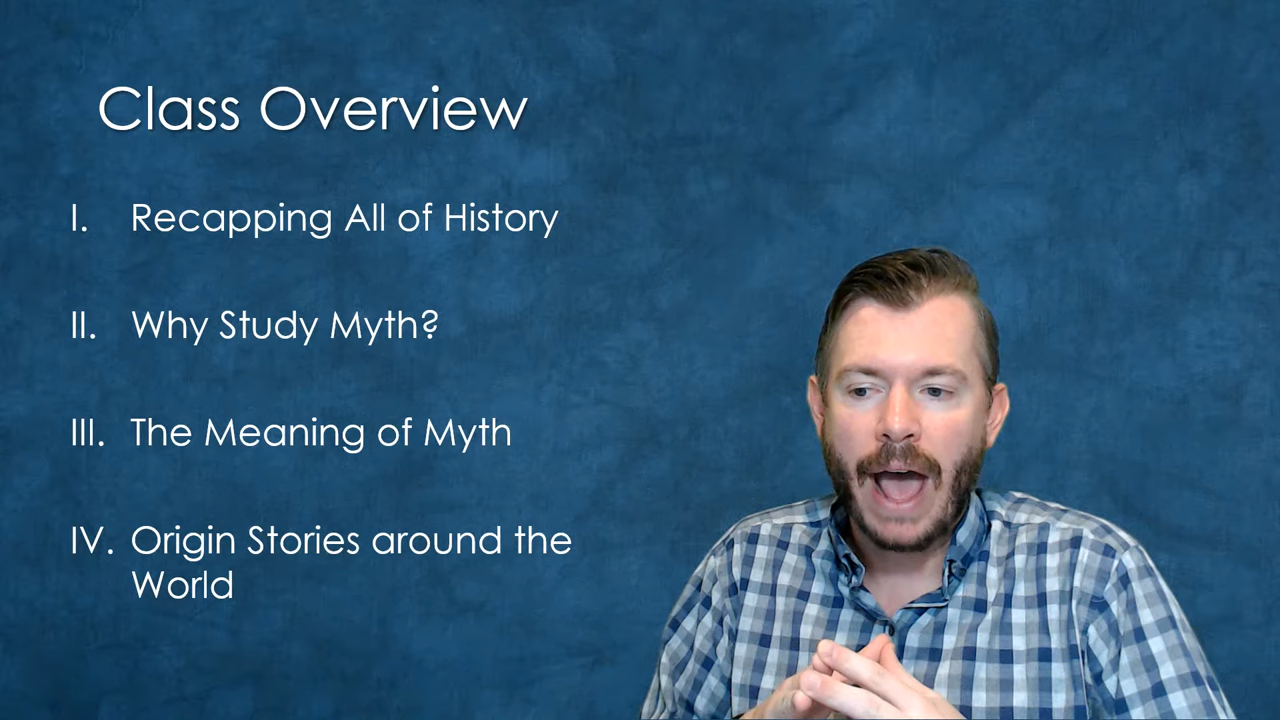 Class Overview
I. Recapping All of History
II. Why Study Myth?
III. The Meaning of Myth
IV. Origin Stories around the
World